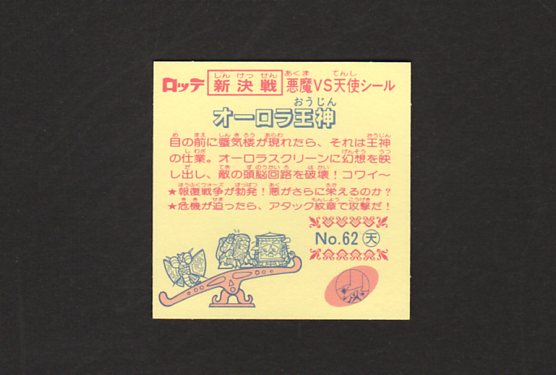 ロッテ 新決戦 悪魔VS天使シール
オーロラ王神
目の前に蜃気楼が現れたら、それは王神
の仕業。オーロラスクリーンに幻想を映
し出し、敵の頭脳回路を破壊！コワイ〜
★報復戦争が勃発！悪がさらに栄えるのか？
★危機が迫ったら、アタック紋章で攻撃だ！
No.62 天